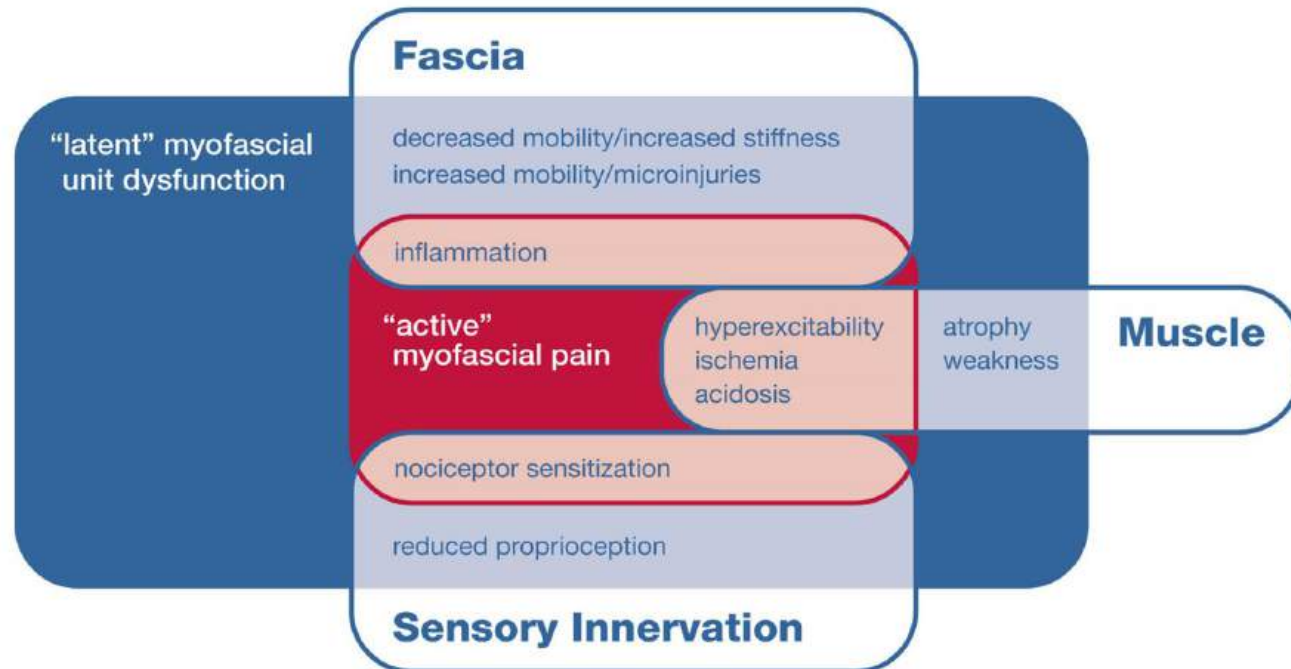 Fascia
“latent” myofascial
unit dysfunction
decreased mobility/increased stiffness
increased mobility/microinjuries
inflammation
“active”
myofascial pain
hyperexcitability
ischemia
acidosis
atrophy
weakness
Muscle
nociceptor sensitization
reduced proprioception
Sensory Innervation